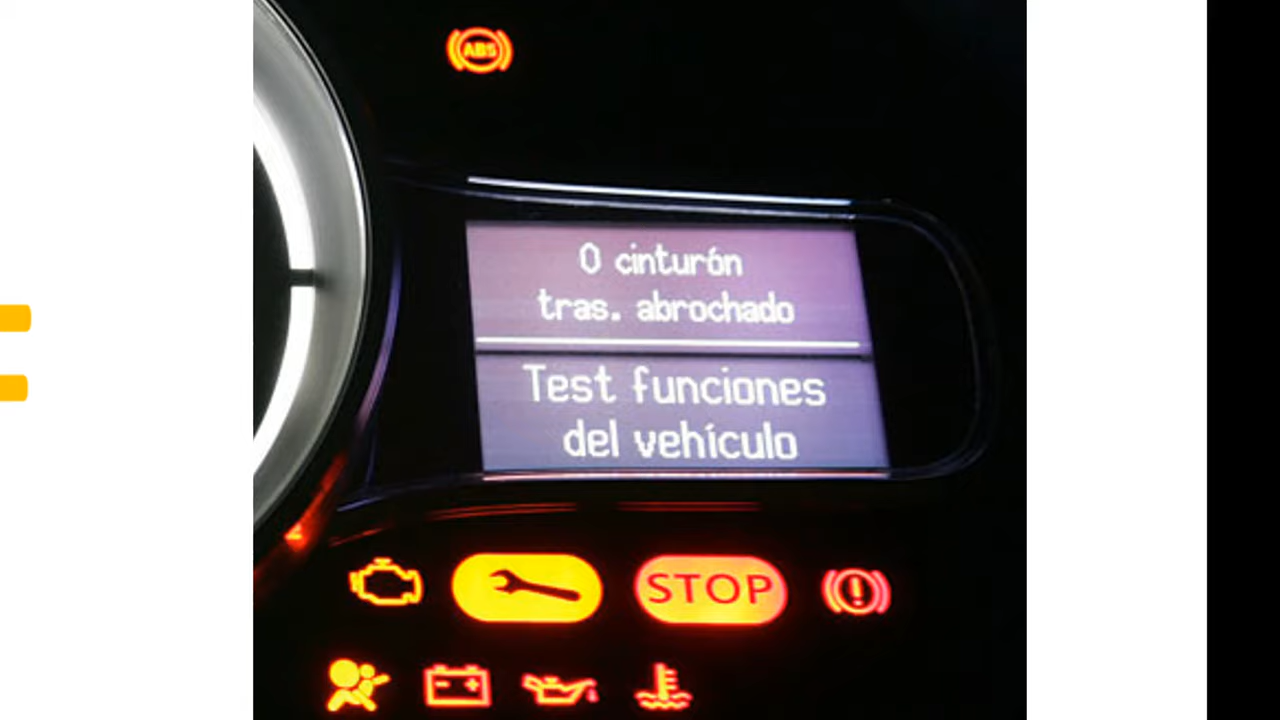 ABS
0 cinturón
tras. abrochado
Test funciones
del vehículo
STOP